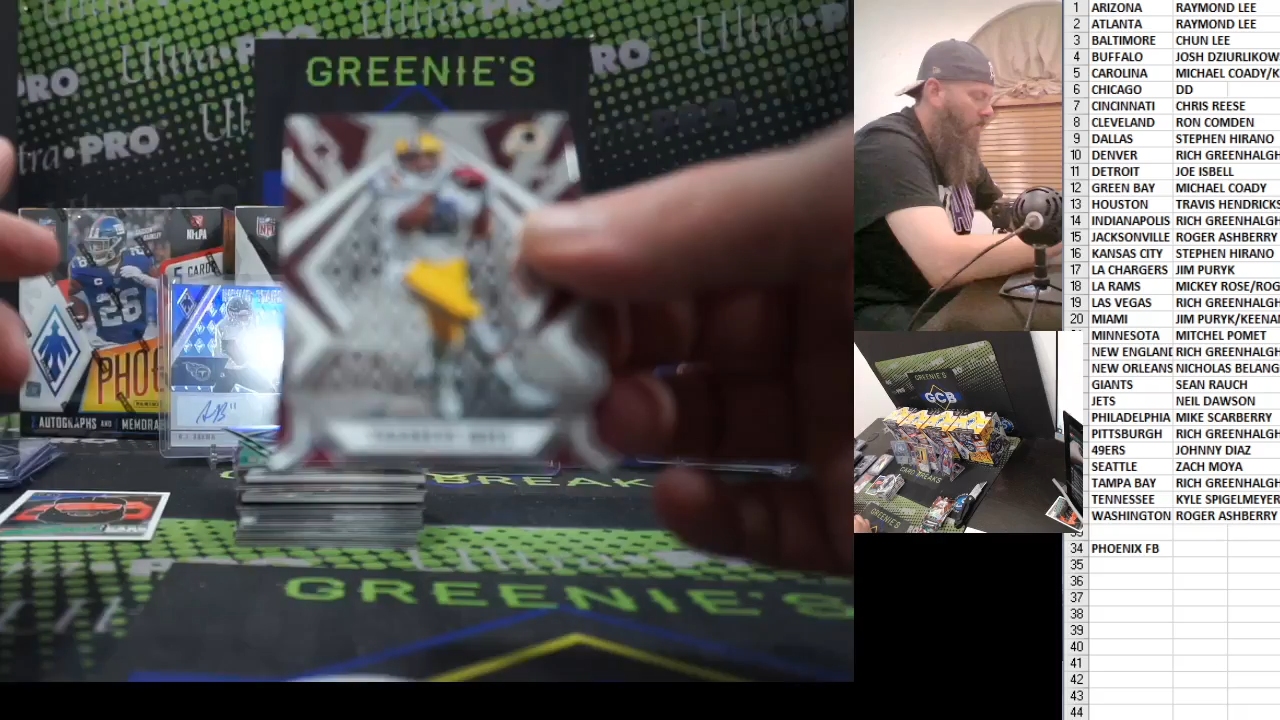 Ultra•PRO
GREENIE'S
NFLPA
5 CARDS
PHO
AUTOGRAPHS AND MEMORA
BREAK
GREENIE'S
GREENIE'S
GCB
1 ARIZONA RAYMOND LEE
2 ATLANTA RAYMOND LEE
3 BALTIMORE CHUN LEE
4 BUFFALO JOSH DZIURLIKOW
5 CAROLINA MICHAEL COADY/K
6 CHICAGO DD
7 CINCINNATI CHRIS REESE
8 CLEVELAND RON COMDEN
9 DALLAS STEPHEN HIRANO
10 DENVER RICH GREENHALGH
11 DETROIT JOE ISBELL
12 GREEN BAY MICHAEL COADY
13 HOUSTON TRAVIS HENDRICKS
14 INDIANAPOLIS RICH GREENHALGH
15 JACKSONVILLE ROGER ASHBERRY
16 KANSAS CITY STEPHEN HIRANO
17 LA CHARGERS JIM PURYK
18 LA RAMS MICKEY ROSE/ROG
19 LAS VEGAS RICH GREENHALGH
20 MIAMI JIM PURYK/KEENAN
MINNESOTA MITCHEL POMET
NEW ENGLAND RICH GREENHALGH
NEW ORLEANS NICHOLAS BELANG
GIANTS SEAN RAUCH
JETS NEIL DAWSON
PHILADELPHIA MIKE SCARBERRY
PITTSBURGH RICH GREENHALGH
49ERS JOHNNY DIAZ
SEATTLE ZACH MOYA
TAMPA BAY RICH GREENHALGH
TENNESSEE KYLE SPIGELMEYER
WASHINGTON ROGER ASHBERRY
34 PHOENIX FB
35
36
37
38
39
40
41
42
43
44